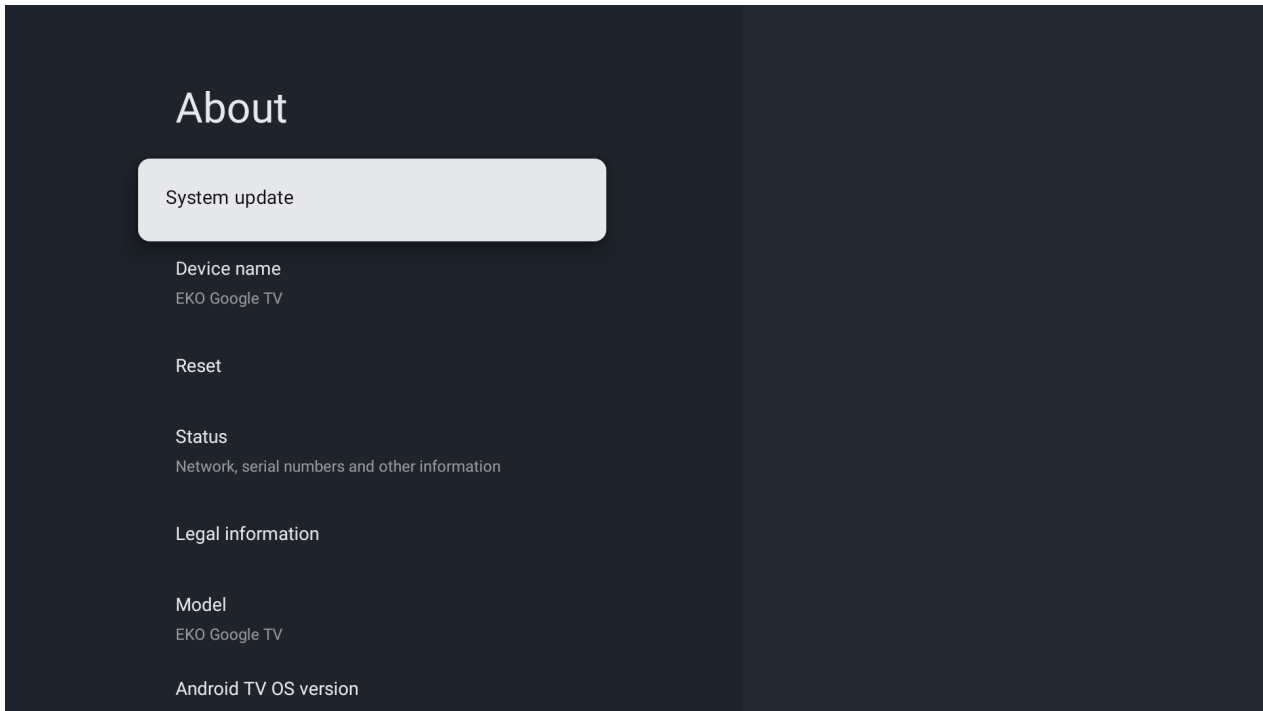 About
System update
Device name
EKO Google TV
Reset
Status
Network, serial numbers and other information
Legal information
Model
EKO Google TV
Android TV OS version